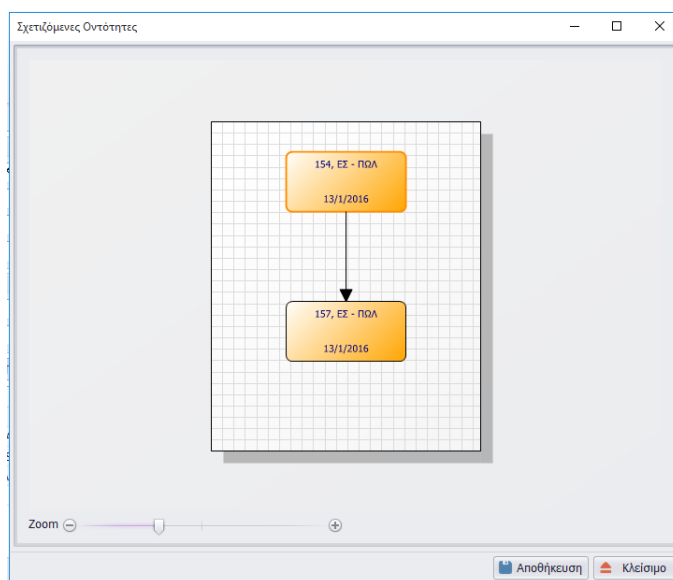 Σχετιζόμενες Οντότητες
154, ΕΣ - ΠΩΛ
13/1/2016
157, ΕΣ - ΠΩΛ
13/1/2016
Zoom
Αποθήκευση
Κλείσιμο